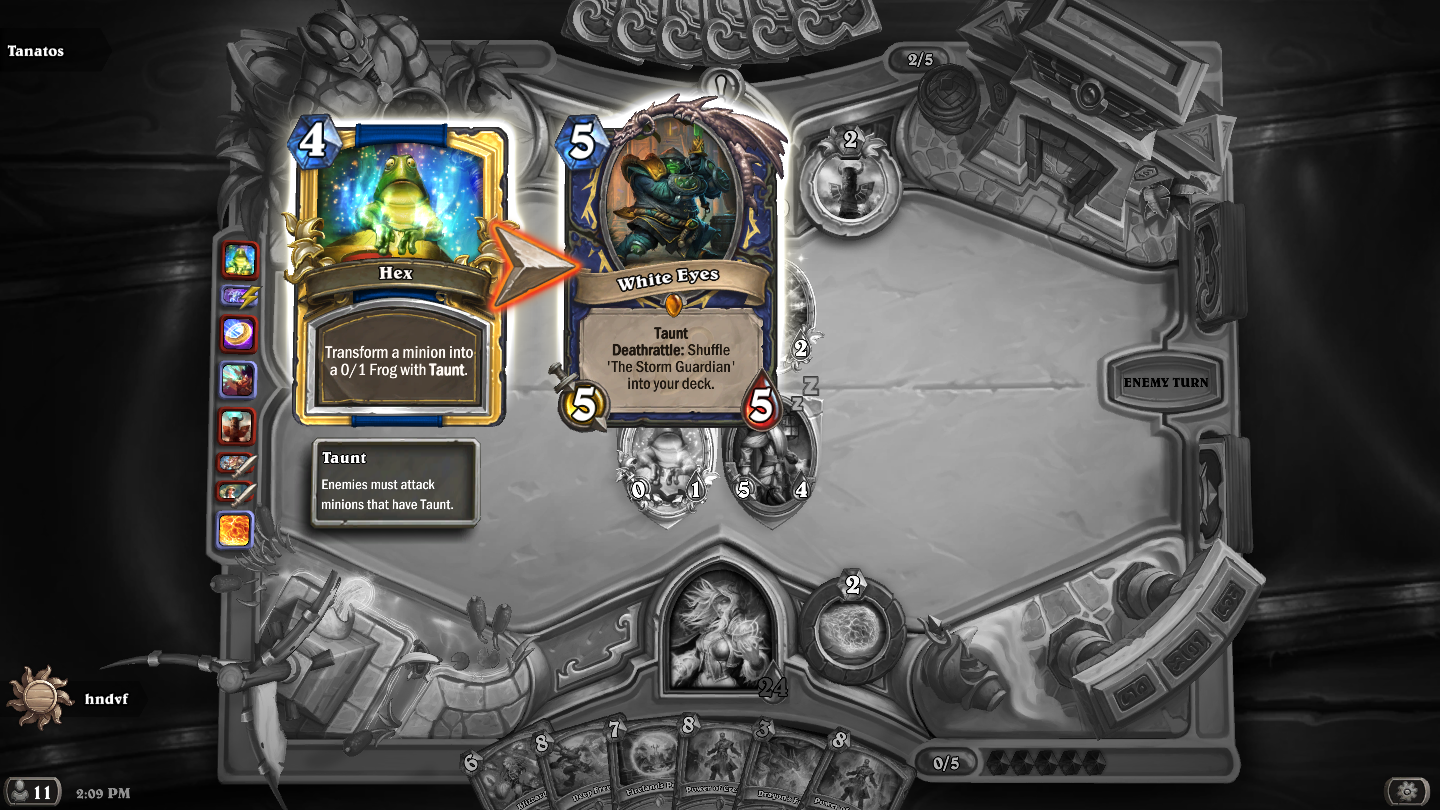 Tanatos
2/5
4
5
2
Hex
White Eyes
Transform a minion into
a 0/1 Frog with Taunt.
Taunt
Deathrattle: Shuffle
'The Storm Guardian'
into your deck.
5
5
2
Z
Z
ENEMY TURN
Taunt
Enemies must attack
minions that have Taunt.
0
1
5
4
2
24
hndvf
6
8
7
8
3
8
0/5
11
2:09 PM